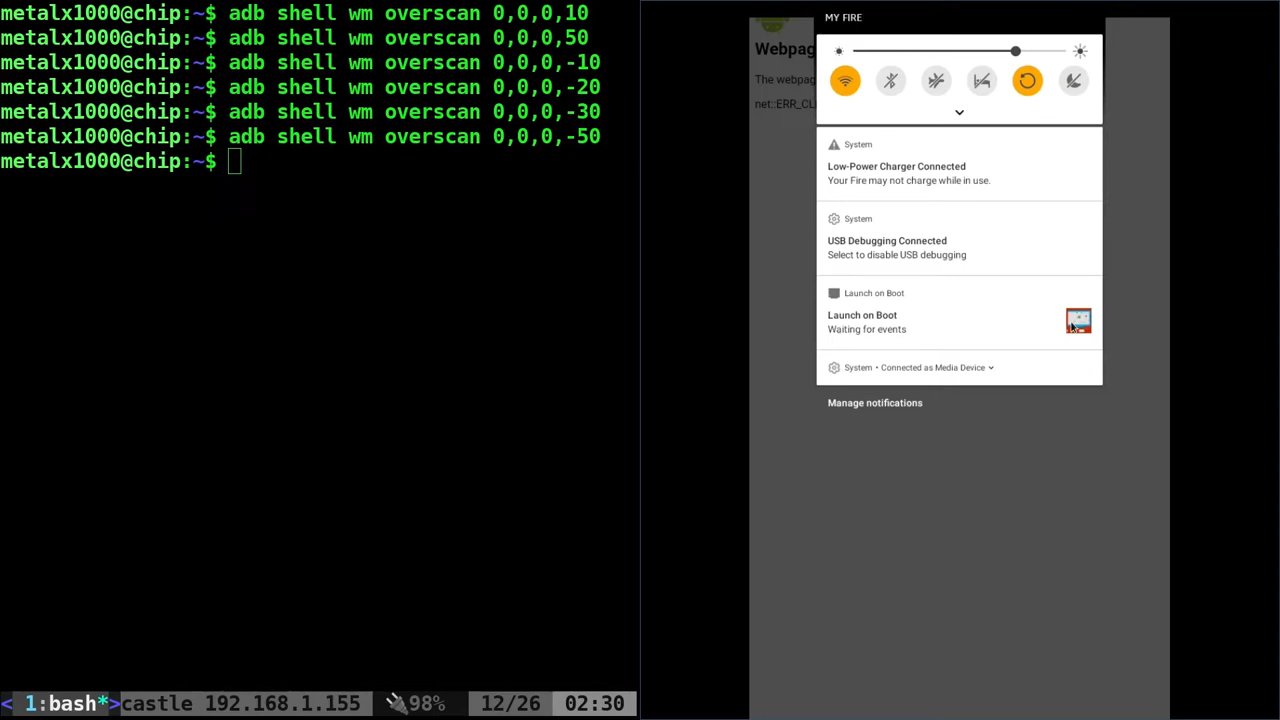 metalx1000@chip:~$ adb shell wm overscan 0,0,0,10
metalx1000@chip:~$ adb shell wm overscan 0,0,0,50
metalx1000@chip:~$ adb shell wm overscan 0,0,0,-10
metalx1000@chip:~$ adb shell wm overscan 0,0,0,-20
metalx1000@chip:~$ adb shell wm overscan 0,0,0,-30
metalx1000@chip:~$ adb shell wm overscan 0,0,0,-50
metalx1000@chip:~$
< 1:bash*>castle 192.168.1.155 98% 12/26 02:30
MY FIRE
Webpag
The webpa
net::ERR_CL
System
Low-Power Charger Connected
Your Fire may not charge while in use.
System
USB Debugging Connected
Select to disable USB debugging
Launch on Boot
Launch on Boot
Waiting for events
System • Connected as Media Device
Manage notifications